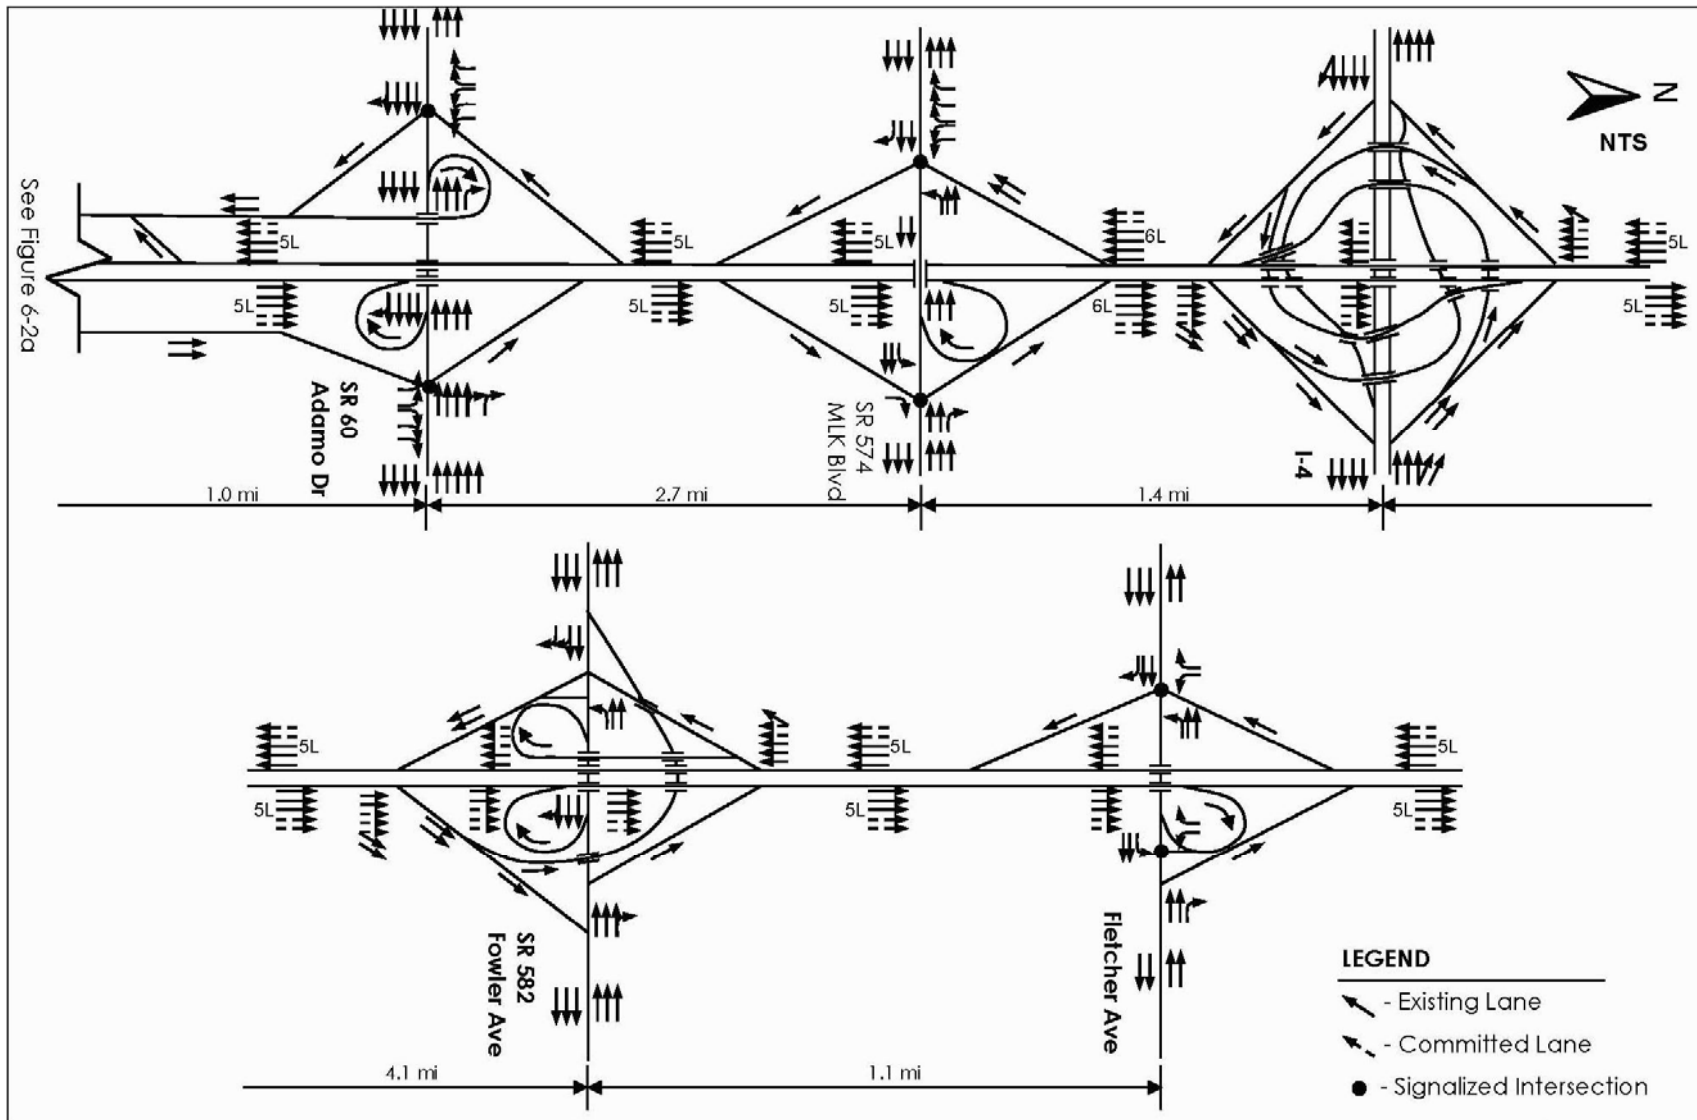 N
NTS
See Figure 6-2a
5L
5L
5L
6L
5L
5L
5L
5L
6L
5L
SR 60
Adamo Dr
SR 574
MLK Blvd
I-4
1.0 mi
2.7 mi
1.4 mi
5L
5L
5L
5L
5L
5L
SR 582
Fowler Ave
Fletcher Ave
4.1 mi
1.1 mi
LEGEND
- Existing Lane
- Committed Lane
- Signalized Intersection